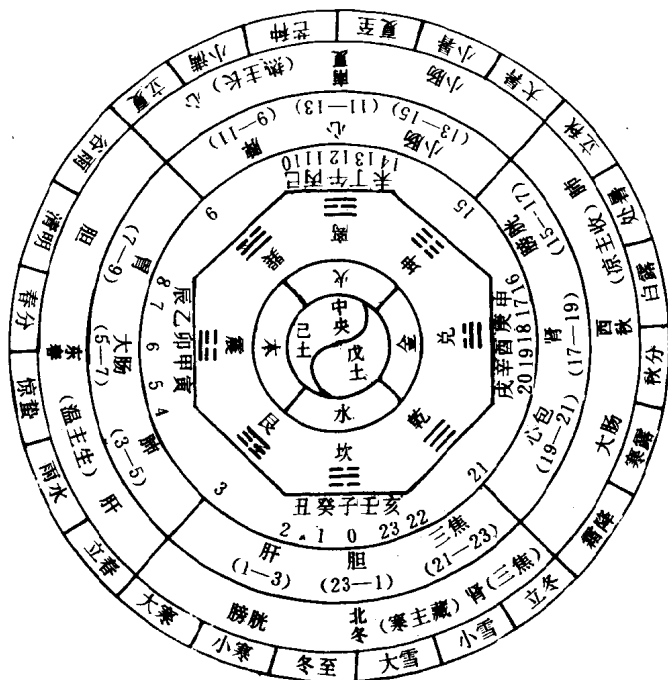 立夏
小满
芒种
夏至
小暑
大暑
立秋
处暑
白露
秋分
寒露
霜降
立冬
小雪
大雪
冬至
小寒
大寒
立春
雨水
惊蛰
春分
清明
谷雨
心 (热主长)
南夏
小肠
肺 (凉主收)
西秋
大肠
肾(三焦)
(寒主藏)
北冬
膀胱
肝 (温主生)
东春
胆
脾 (9—11)
心 (11—13)
小肠 (13—15)
膀胱 (15—17)
肾 (17—19)
心包 (19—21)
三焦 (21—23)
胆 (23—1)
肝 (1—3)
肺 (3—5)
大肠 (5—7)
胃 (7—9)
9
10 11 12 13 14
15
16 17 18 19 20
21
22 23 0 1 2
3
4 5 6 7 8
巳丙午丁未
申庚酉辛戌
亥壬子癸丑
寅甲卯乙辰
离
坤
兑
乾
坎
艮
震
巽
火
金
水
木
中央
戊土
己土